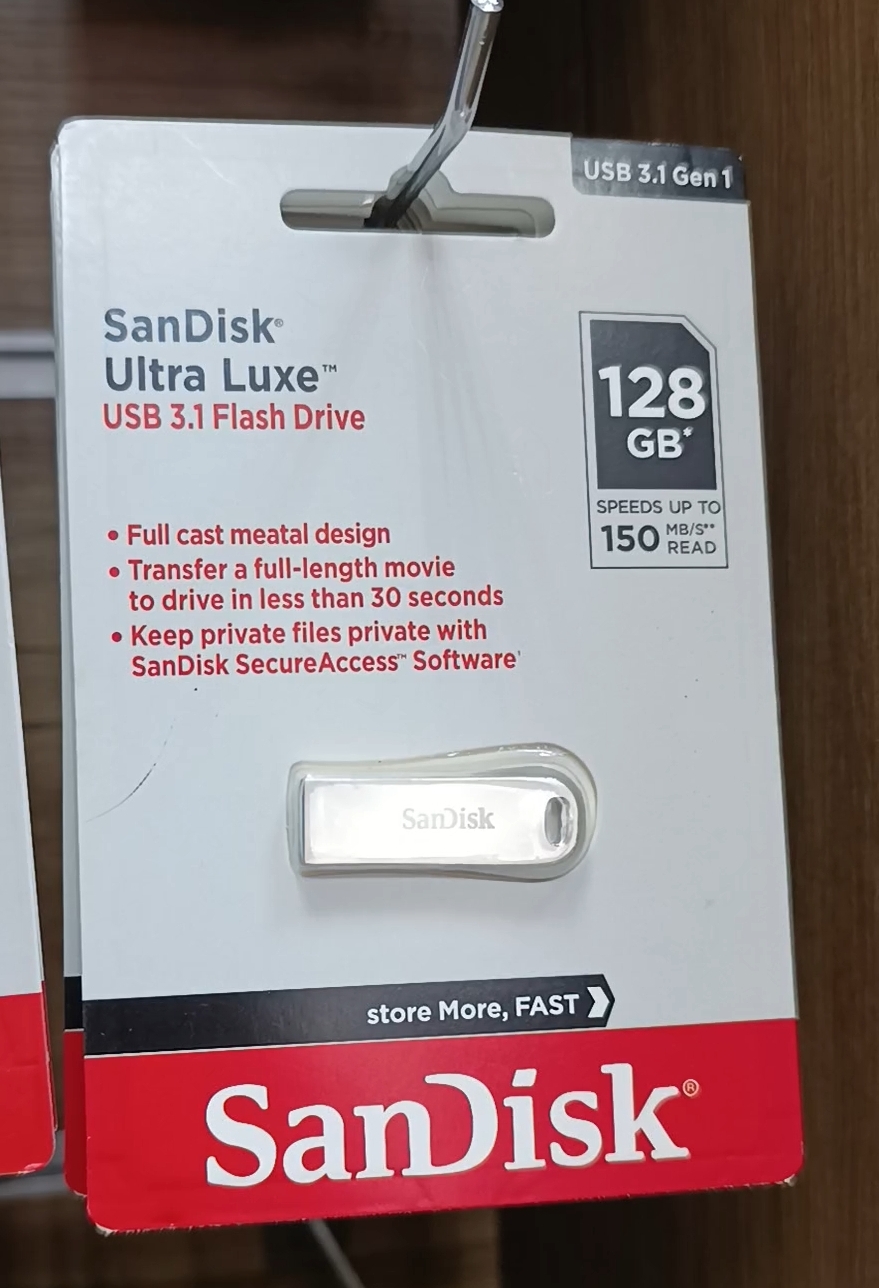 USB 3.1 Gen 1
SanDisk®
Ultra Luxe™
USB 3.1 Flash Drive
128
GB*
SPEEDS UP TO
150 MB/S**
READ
• Full cast meatal design
• Transfer a full-length movie
to drive in less than 30 seconds
• Keep private files private with
SanDisk SecureAccess™ Software¹
SanDisk
store More, FAST
SanDisk®